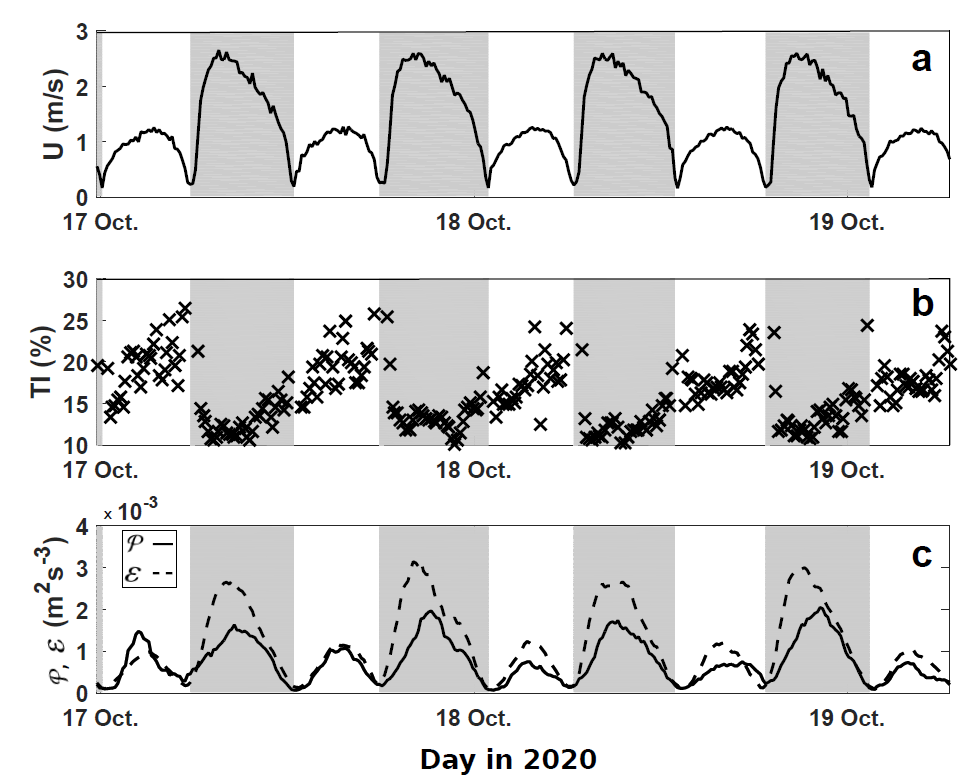 3
2
1
0
U (m/s)
a
17 Oct. 18 Oct. 19 Oct.
30
25
20
15
10
TI (%)
b
17 Oct. 18 Oct. 19 Oct.
× 10⁻³
4
3
2
1
0
𝒫, ℰ (m²s⁻³)
𝒫
ℰ
c
17 Oct. 18 Oct. 19 Oct.
Day in 2020